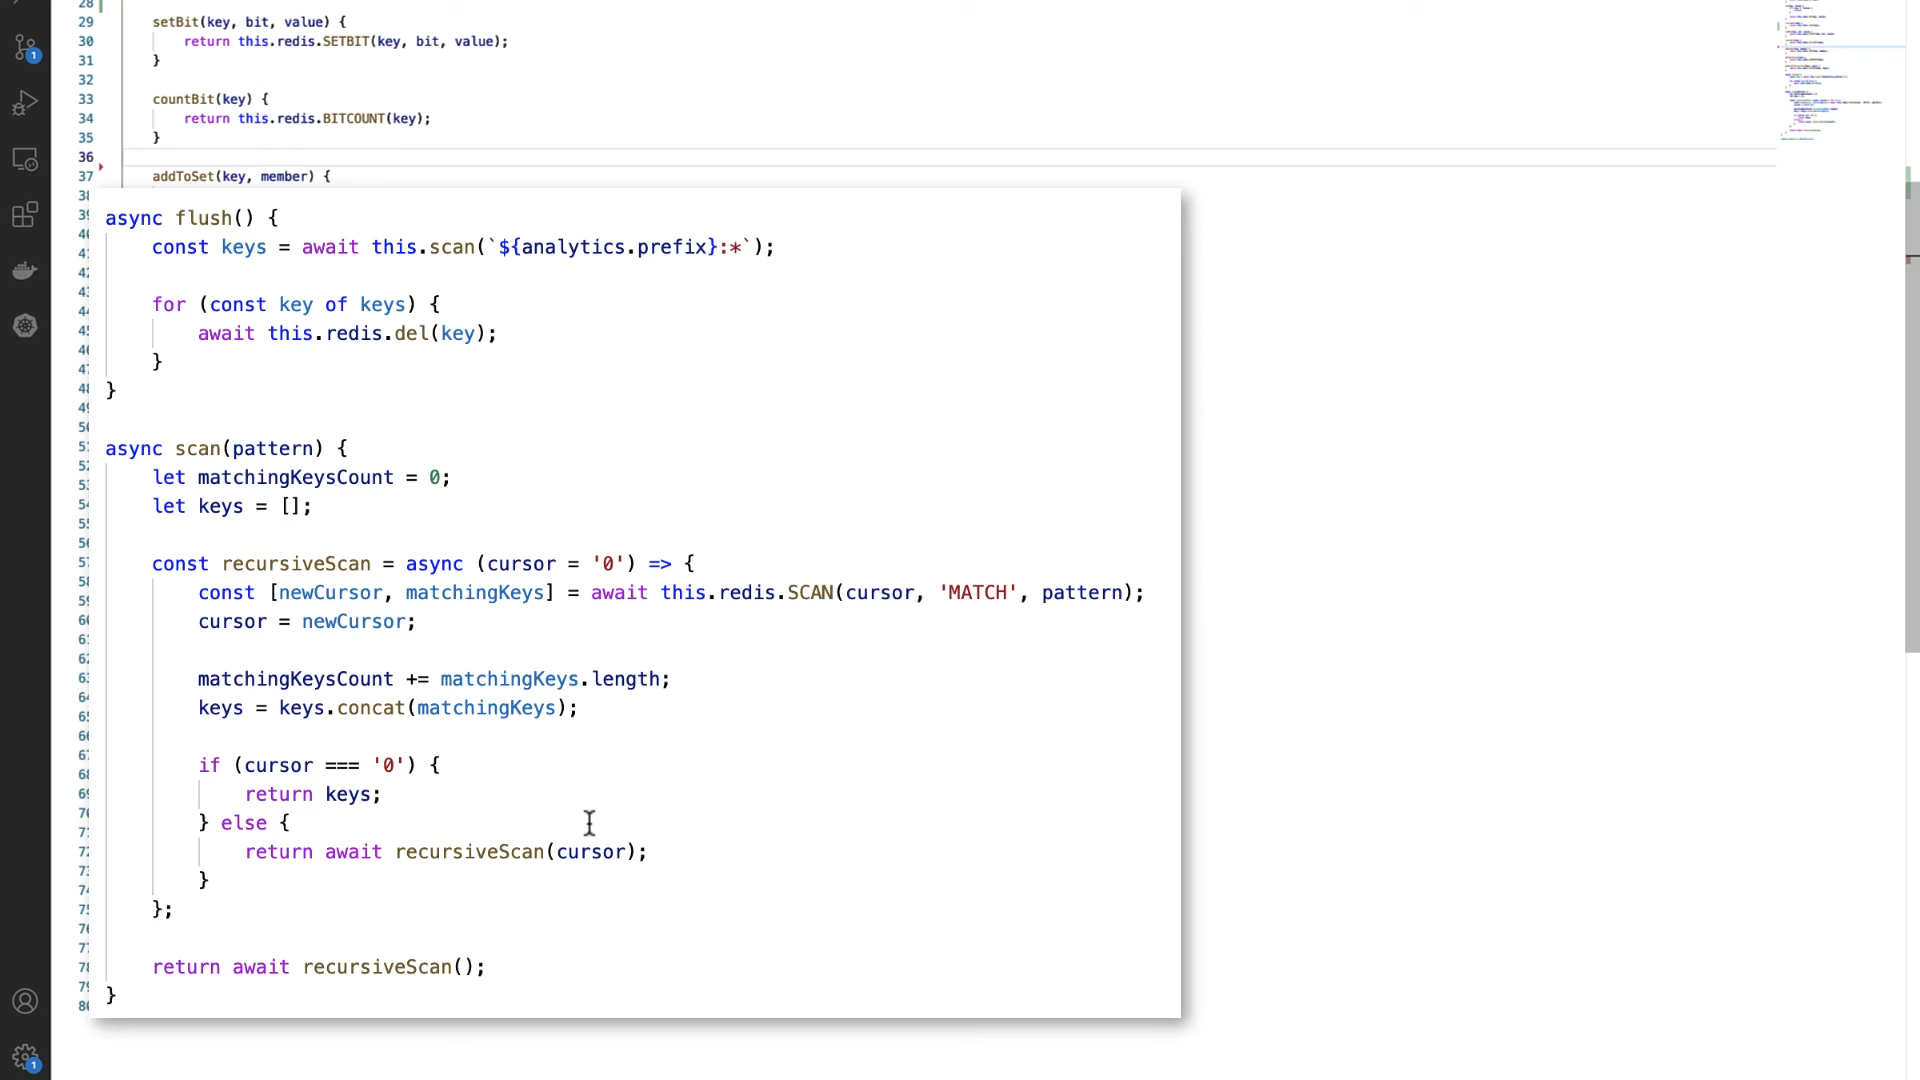 28
29 setBit(key, bit, value) {
30 return this.redis.SETBIT(key, bit, value);
31 }
32
33 countBit(key) {
34 return this.redis.BITCOUNT(key);
35 }
36
37 addToSet(key, member) {
async flush() {
const keys = await this.scan(`${analytics.prefix}:*`);
for (const key of keys) {
await this.redis.del(key);
}
}
async scan(pattern) {
let matchingKeysCount = 0;
let keys = [];
const recursiveScan = async (cursor = '0') => {
const [newCursor, matchingKeys] = await this.redis.SCAN(cursor, 'MATCH', pattern);
cursor = newCursor;
matchingKeysCount += matchingKeys.length;
keys = keys.concat(matchingKeys);
if (cursor === '0') {
return keys;
} else {
return await recursiveScan(cursor);
}
};
return await recursiveScan();
}
1
1